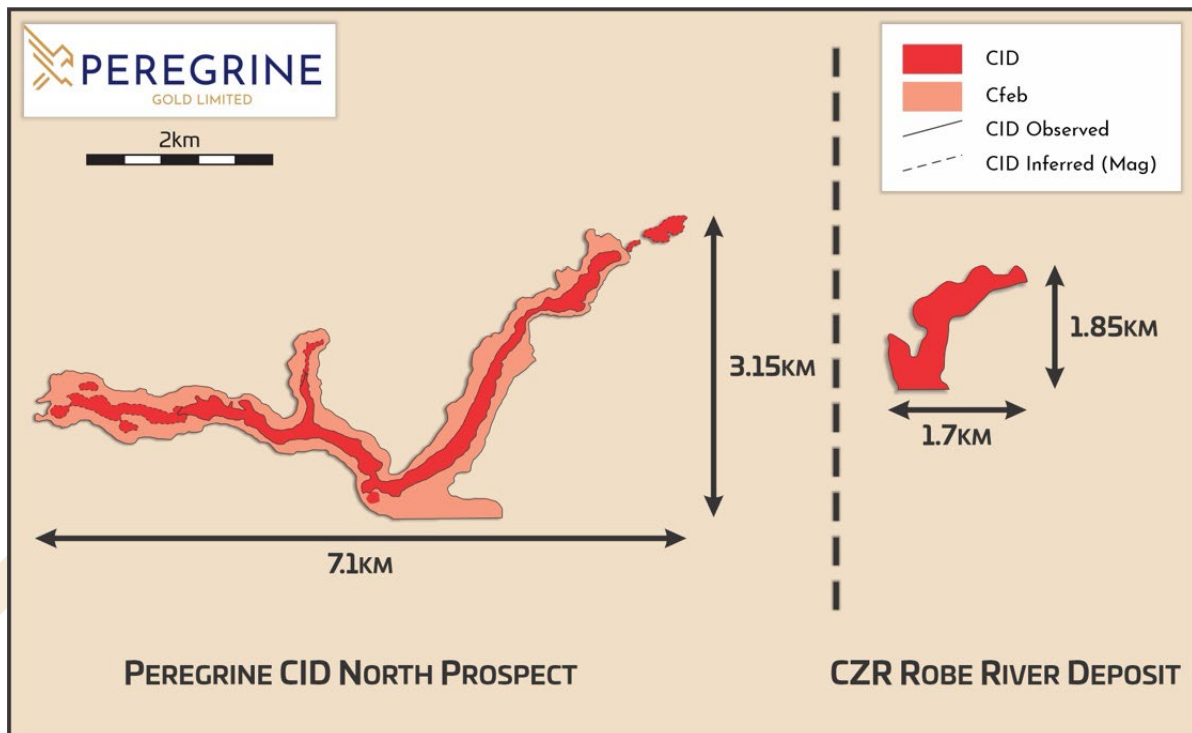 PEREGRINE
GOLD LIMITED
2km
CID
Cfeb
CID Observed
CID Inferred (Mag)
3.15KM
7.1KM
1.85KM
1.7KM
PEREGRINE CID NORTH PROSPECT
CZR ROBE RIVER DEPOSIT